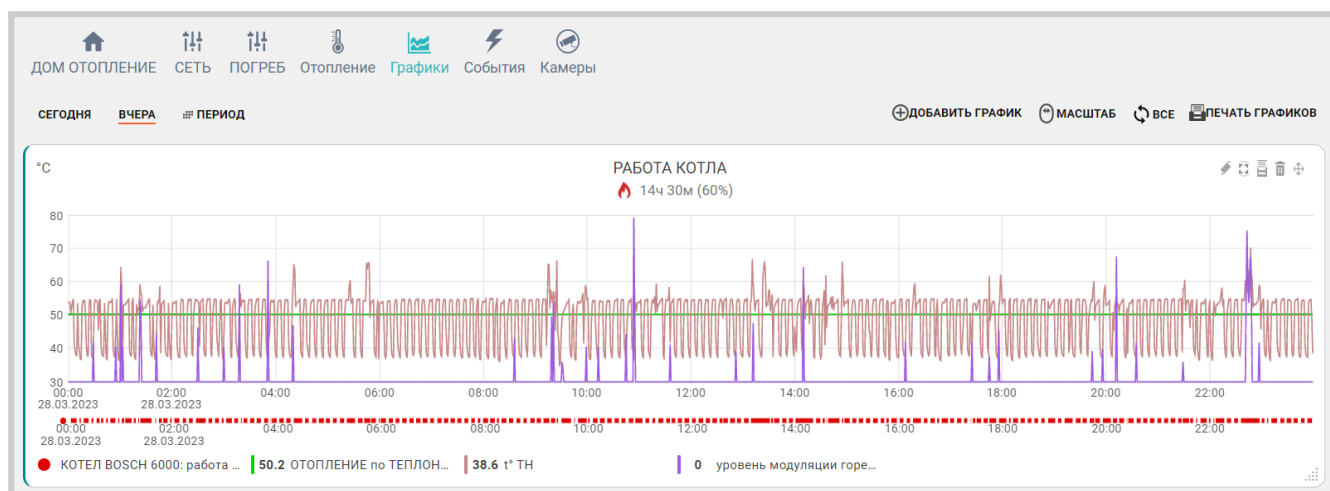 ДОМ ОТОПЛЕНИЕ СЕТЬ ПОГРЕБ Отопление Графики События Камеры
СЕГОДНЯ ВЧЕРА ПЕРИОД ДОБАВИТЬ ГРАФИК МАСШТАБ ВСЕ ПЕЧАТЬ ГРАФИКОВ
°C РАБОТА КОТЛА
14ч 30м (60%)
80
70
60
50
40
30
00:00 02:00 04:00 06:00 08:00 10:00 12:00 14:00 16:00 18:00 20:00 22:00
28.03.2023 28.03.2023
00:00 02:00 04:00 06:00 08:00 10:00 12:00 14:00 16:00 18:00 20:00 22:00
28.03.2023 28.03.2023
КОТЕЛ BOSCH 6000: работа ... 50.2 ОТОПЛЕНИЕ по ТЕПЛОН... 38.6 t° ТН 0 уровень модуляции горе...